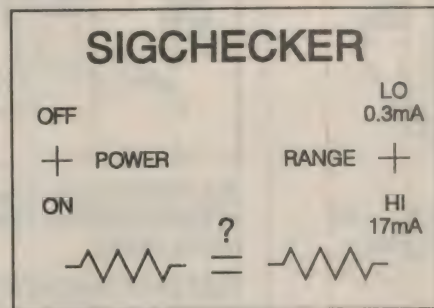 SIGCHECKER
OFF
POWER
ON
LO
0.3mA
RANGE
HI
17mA
?
=